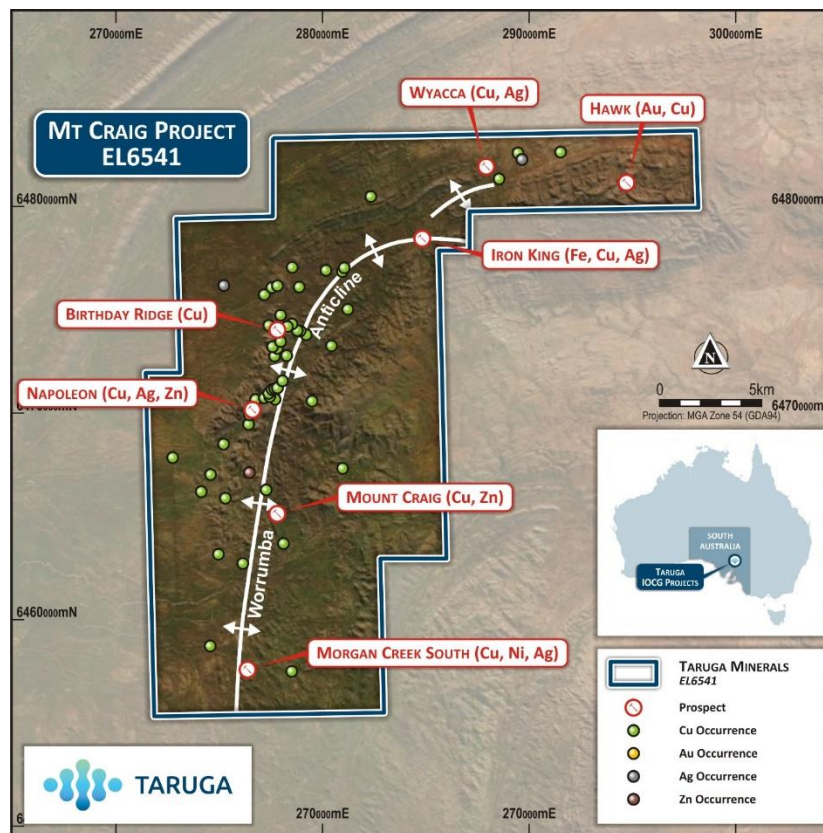 270000mE
280000mE
290000mE
300000mE
WYACCA (Cu, Ag)
HAWK (Au, Cu)
MT CRAIG PROJECT
EL6541
6480000mN
6480000m
IRON KING (Fe, Cu, Ag)
BIRTHDAY RIDGE (Cu)
Anticline
N
0
5km
Projection: MGA Zone 54 (GDA94)
NAPOLEON (Cu, Ag, Zn)
6470000mN
6470000m
MOUNT CRAIG (Cu, Zn)
SOUTH
AUSTRALIA
TARUGA
IOCG PROJECTS
Worrumba
6460000mN
MORGAN CREEK SOUTH (Cu, Ni, Ag)
TARUGA MINERALS
EL6541
Prospect
Cu Occurrence
Au Occurrence
Ag Occurrence
Zn Occurrence
TARUGA
270000mE
270000mE